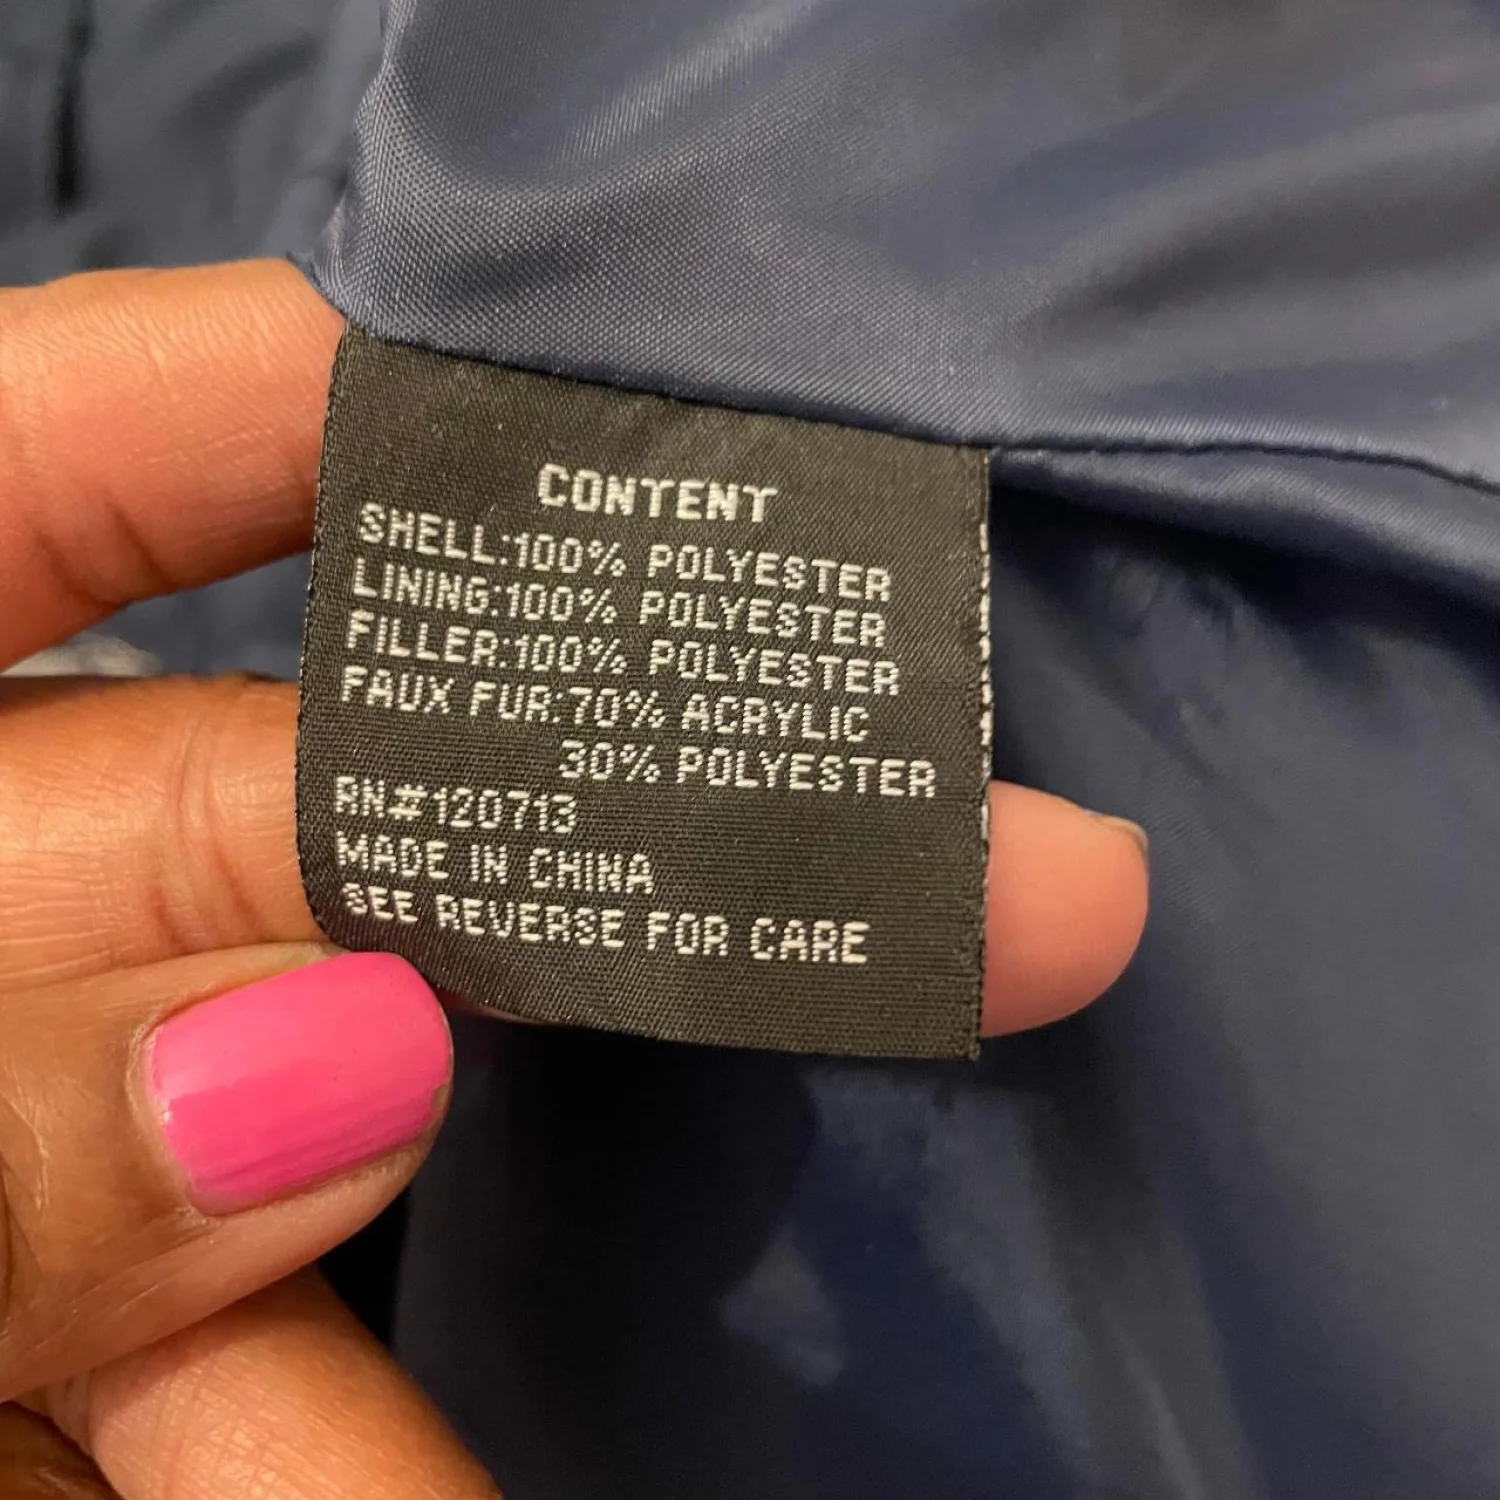 CONTENT
SHELL:100% POLYESTER
LINING:100% POLYESTER
FILLER:100% POLYESTER
FAUX FUR:70% ACRYLIC
30% POLYESTER
RN#120713
MADE IN CHINA
SEE REVERSE FOR CARE